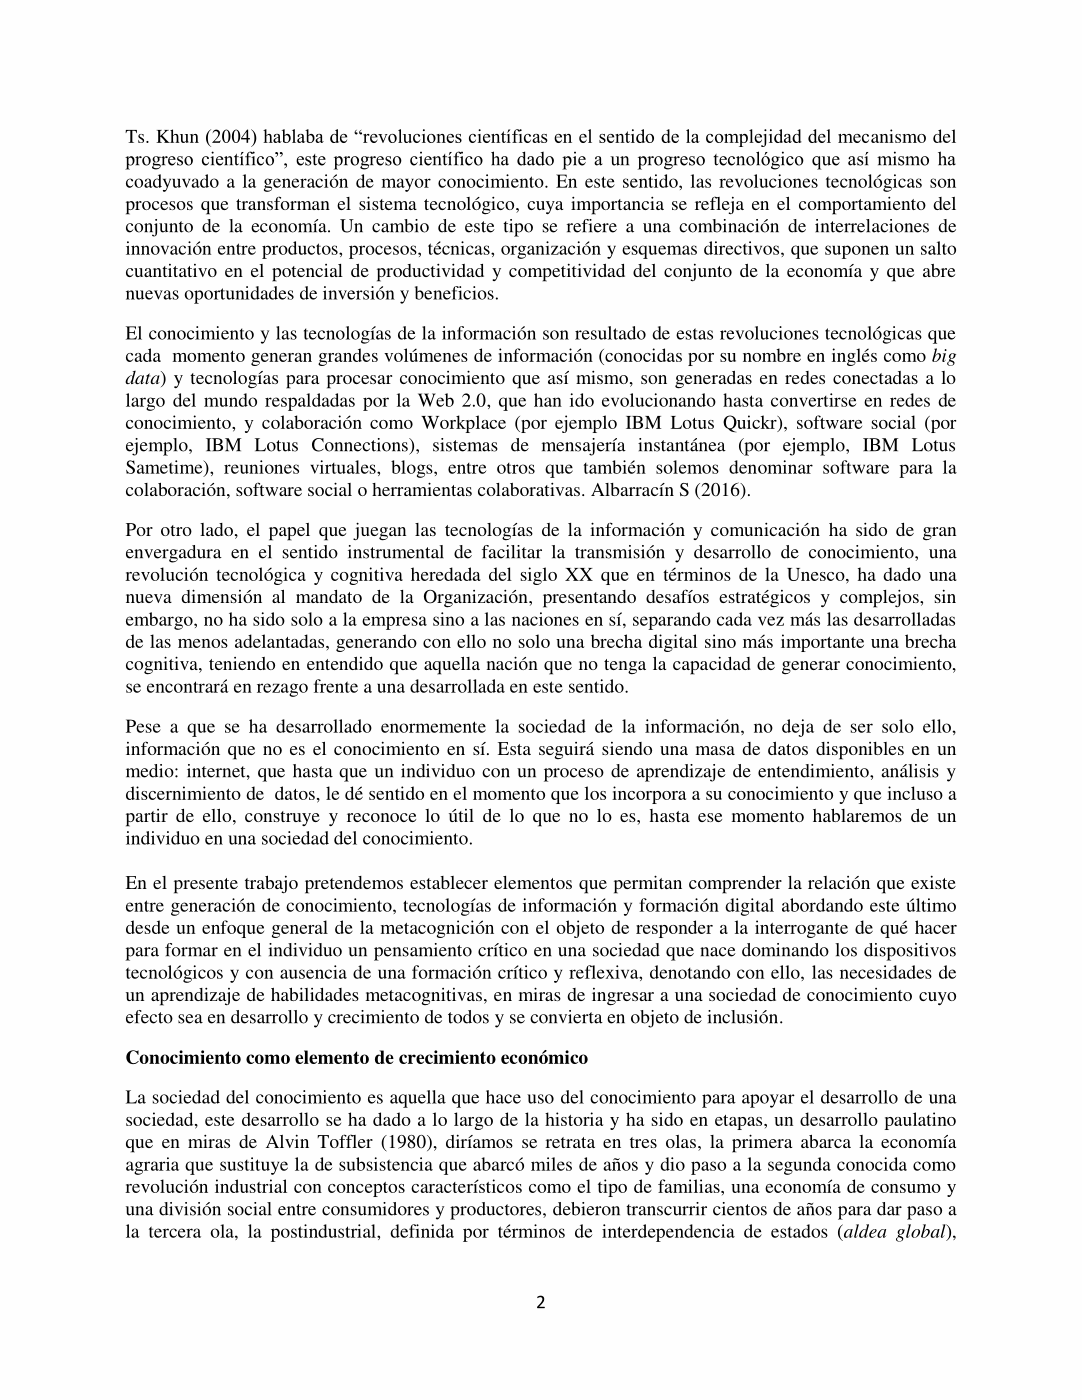 Ts. Khun (2004) hablaba de “revoluciones científicas en el sentido de la complejidad del mecanismo del
progreso científico”, este progreso científico ha dado pie a un progreso tecnológico que así mismo ha
coadyuvado a la generación de mayor conocimiento. En este sentido, las revoluciones tecnológicas son
procesos que transforman el sistema tecnológico, cuya importancia se refleja en el comportamiento del
conjunto de la economía. Un cambio de este tipo se refiere a una combinación de interrelaciones de
innovación entre productos, procesos, técnicas, organización y esquemas directivos, que suponen un salto
cuantitativo en el potencial de productividad y competitividad del conjunto de la economía y que abre
nuevas oportunidades de inversión y beneficios.
El conocimiento y las tecnologías de la información son resultado de estas revoluciones tecnológicas que
cada momento generan grandes volúmenes de información (conocidas por su nombre en inglés como big
data) y tecnologías para procesar conocimiento que así mismo, son generadas en redes conectadas a lo
largo del mundo respaldadas por la Web 2.0, que han ido evolucionando hasta convertirse en redes de
conocimiento, y colaboración como Workplace (por ejemplo IBM Lotus Quickr), software social (por
ejemplo, IBM Lotus Connections), sistemas de mensajería instantánea (por ejemplo, IBM Lotus
Sametime), reuniones virtuales, blogs, entre otros que también solemos denominar software para la
colaboración, software social o herramientas colaborativas. Albarracín S (2016).
Por otro lado, el papel que juegan las tecnologías de la información y comunicación ha sido de gran
envergadura en el sentido instrumental de facilitar la transmisión y desarrollo de conocimiento, una
revolución tecnológica y cognitiva heredada del siglo XX que en términos de la Unesco, ha dado una
nueva dimensión al mandato de la Organización, presentando desafíos estratégicos y complejos, sin
embargo, no ha sido solo a la empresa sino a las naciones en sí, separando cada vez más las desarrolladas
de las menos adelantadas, generando con ello no solo una brecha digital sino más importante una brecha
cognitiva, teniendo en entendido que aquella nación que no tenga la capacidad de generar conocimiento,
se encontrará en rezago frente a una desarrollada en este sentido.
Pese a que se ha desarrollado enormemente la sociedad de la información, no deja de ser solo ello,
información que no es el conocimiento en sí. Esta seguirá siendo una masa de datos disponibles en un
medio: internet, que hasta que un individuo con un proceso de aprendizaje de entendimiento, análisis y
discernimiento de datos, le dé sentido en el momento que los incorpora a su conocimiento y que incluso a
partir de ello, construye y reconoce lo útil de lo que no lo es, hasta ese momento hablaremos de un
individuo en una sociedad del conocimiento.
En el presente trabajo pretendemos establecer elementos que permitan comprender la relación que existe
entre generación de conocimiento, tecnologías de información y formación digital abordando este último
desde un enfoque general de la metacognición con el objeto de responder a la interrogante de qué hacer
para formar en el individuo un pensamiento crítico en una sociedad que nace dominando los dispositivos
tecnológicos y con ausencia de una formación crítico y reflexiva, denotando con ello, las necesidades de
un aprendizaje de habilidades metacognitivas, en miras de ingresar a una sociedad de conocimiento cuyo
efecto sea en desarrollo y crecimiento de todos y se convierta en objeto de inclusión.
Conocimiento como elemento de crecimiento económico
La sociedad del conocimiento es aquella que hace uso del conocimiento para apoyar el desarrollo de una
sociedad, este desarrollo se ha dado a lo largo de la historia y ha sido en etapas, un desarrollo paulatino
que en miras de Alvin Toffler (1980), diríamos se retrata en tres olas, la primera abarca la economía
agraria que sustituye la de subsistencia que abarcó miles de años y dio paso a la segunda conocida como
revolución industrial con conceptos característicos como el tipo de familias, una economía de consumo y
una división social entre consumidores y productores, debieron transcurrir cientos de años para dar paso a
la tercera ola, la postindustrial, definida por términos de interdependencia de estados (aldea global),
2